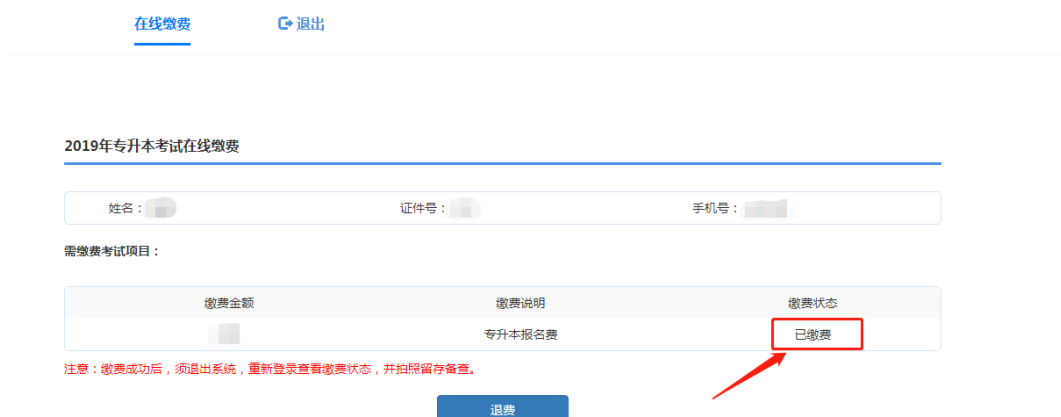 在线缴费 退出
2019年专升本考试在线缴费
姓名： 证件号： 手机号：
需缴费考试项目：
缴费金额 缴费说明 缴费状态
专升本报名费 已缴费
注意：缴费成功后，须退出系统，重新登录查看缴费状态，并拍照留存备查。
退费